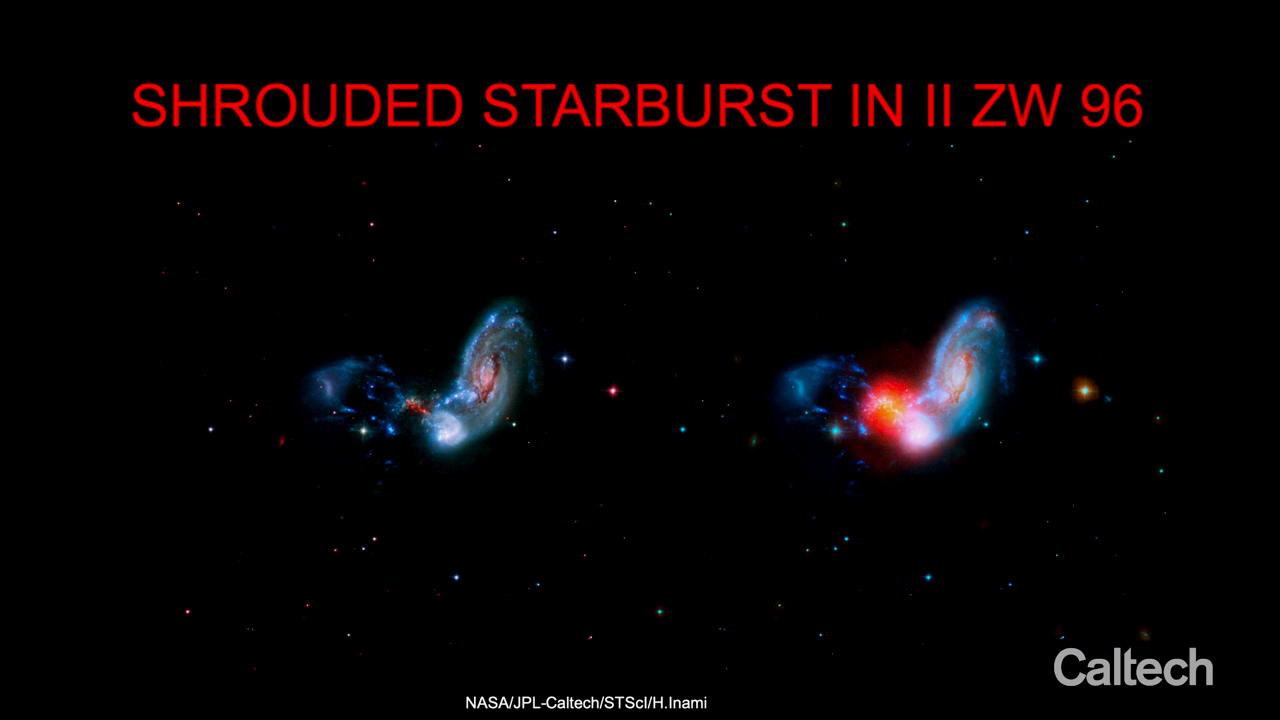 SHROUDED STARBURST IN II ZW 96
Caltech
NASA/JPL-Caltech/STScI/H.Inami